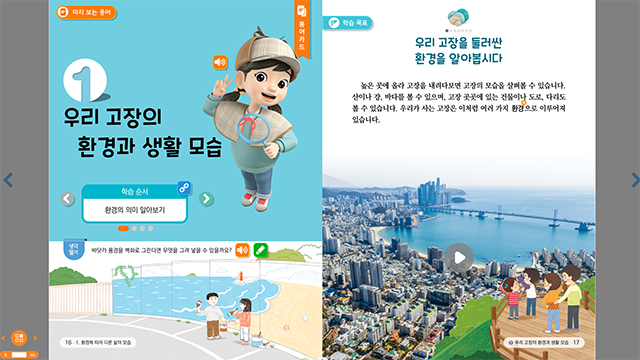 미리 보는 용어
용어카드
1
우리 고장의
환경과 생활 모습
학습 순서
환경의 의미 알아보기
생각
열기
바닷가 풍경을 벽화로 그린다면 무엇을 그려 넣을 수 있을까요?
16 · 1. 환경에 따라 다른 삶의 모습
학습 목표
우리 고장을 둘러싼
환경을 알아봅시다
높은 곳에 올라 고장을 내려다보면 고장의 모습을 살펴볼 수 있습니다.
산이나 강, 바다를 볼 수 있으며, 고장 곳곳에 있는 건물이나 도로, 다리도
볼 수 있습니다. 우리가 사는 고장은 이처럼 여러 가지 환경으로 이루어져
있습니다.
우리 고장의 환경과 생활 모습 · 17